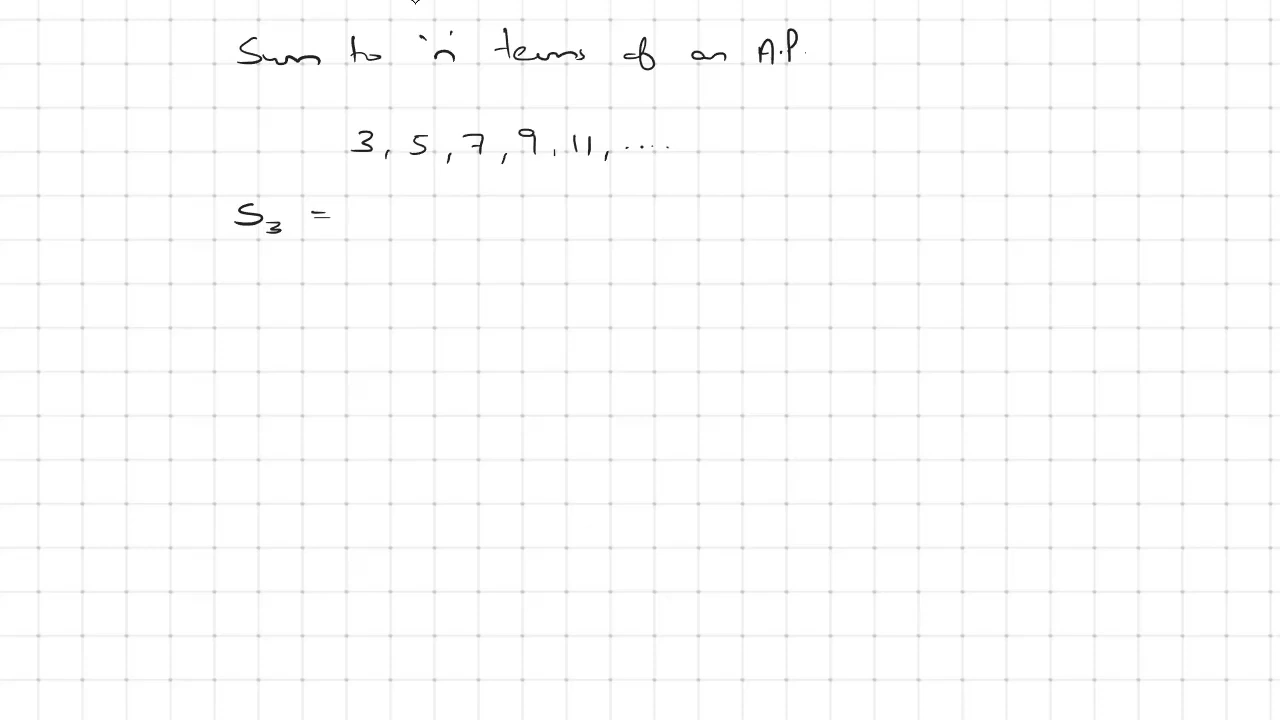 Sum to 'n' terms of an A.P.
3, 5, 7, 9, 11, ....
S₃ =